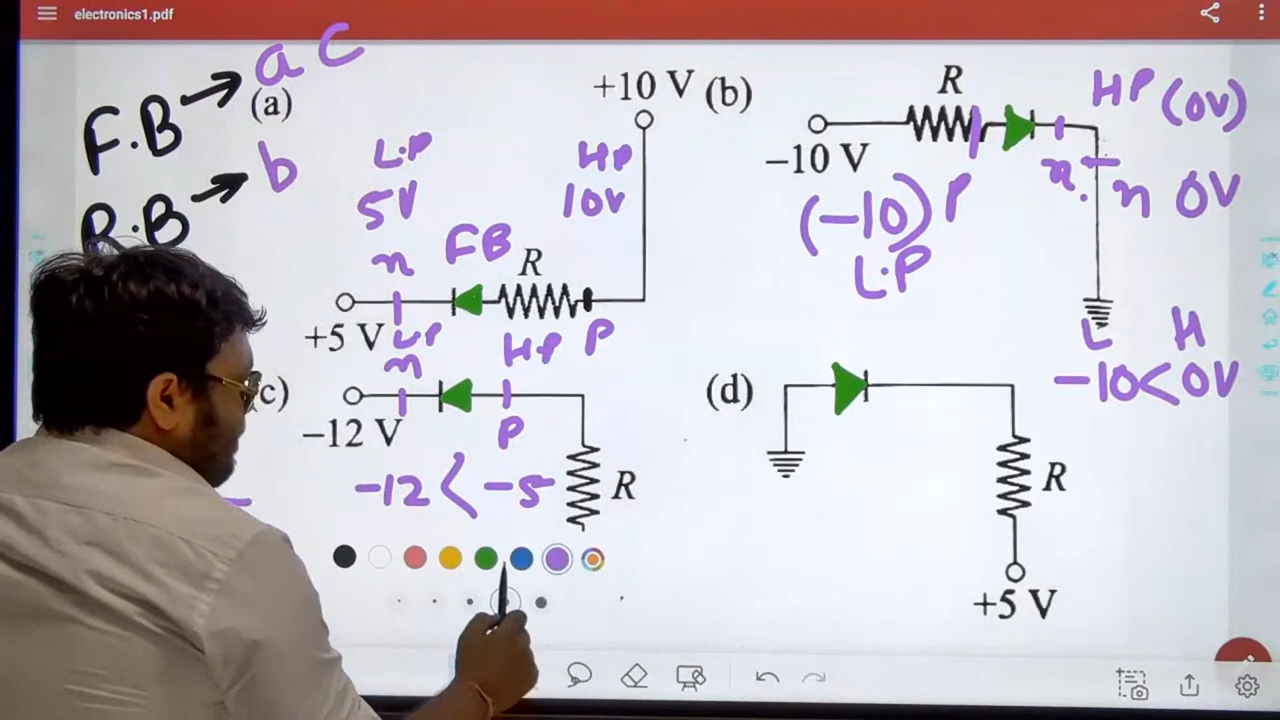 electronics1.pdf
F.B → a c
R.B → b
(a)
+10 V
L.P
5V
n
FB
R
HP
10V
+5 V
P
(b)
R
−10 V
(-10)
L.P
P
n
HP (0V)
n 0V
L H
-10 < 0V
(c)
LP
n
HP
P
−12 V
-12 < -5
R
(d)
R
+5 V